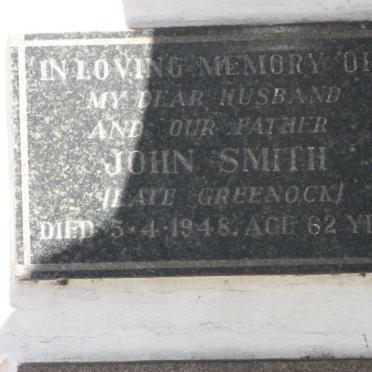 IN LOVING MEMORY OF
MY DEAR HUSBAND
AND OUR FATHER
JOHN SMITH
(LATE GREENOCK)
DIED 5-4-1948. AGE 62